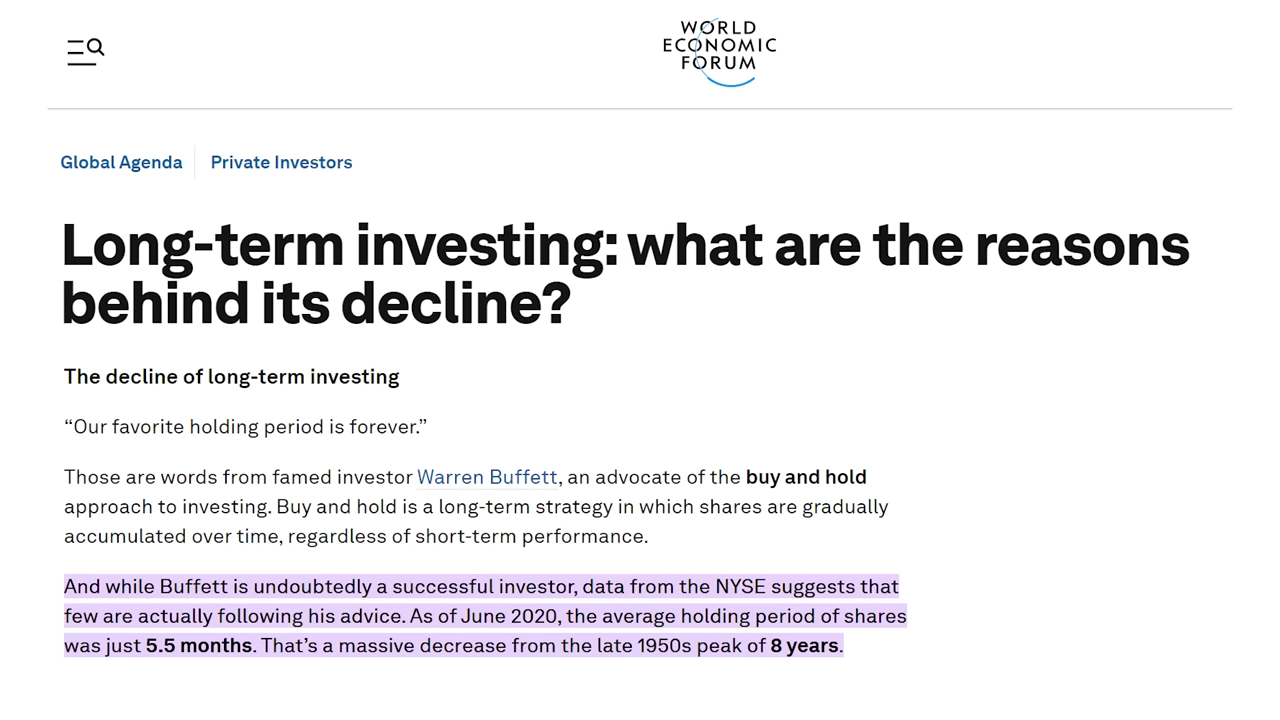 WORLD
ECONOMIC
FORUM
Global Agenda
Private Investors
Long-term investing: what are the reasons
behind its decline?
The decline of long-term investing
“Our favorite holding period is forever.”
Those are words from famed investor Warren Buffett, an advocate of the buy and hold
approach to investing. Buy and hold is a long-term strategy in which shares are gradually
accumulated over time, regardless of short-term performance.
And while Buffett is undoubtedly a successful investor, data from the NYSE suggests that
few are actually following his advice. As of June 2020, the average holding period of shares
was just 5.5 months. That’s a massive decrease from the late 1950s peak of 8 years.